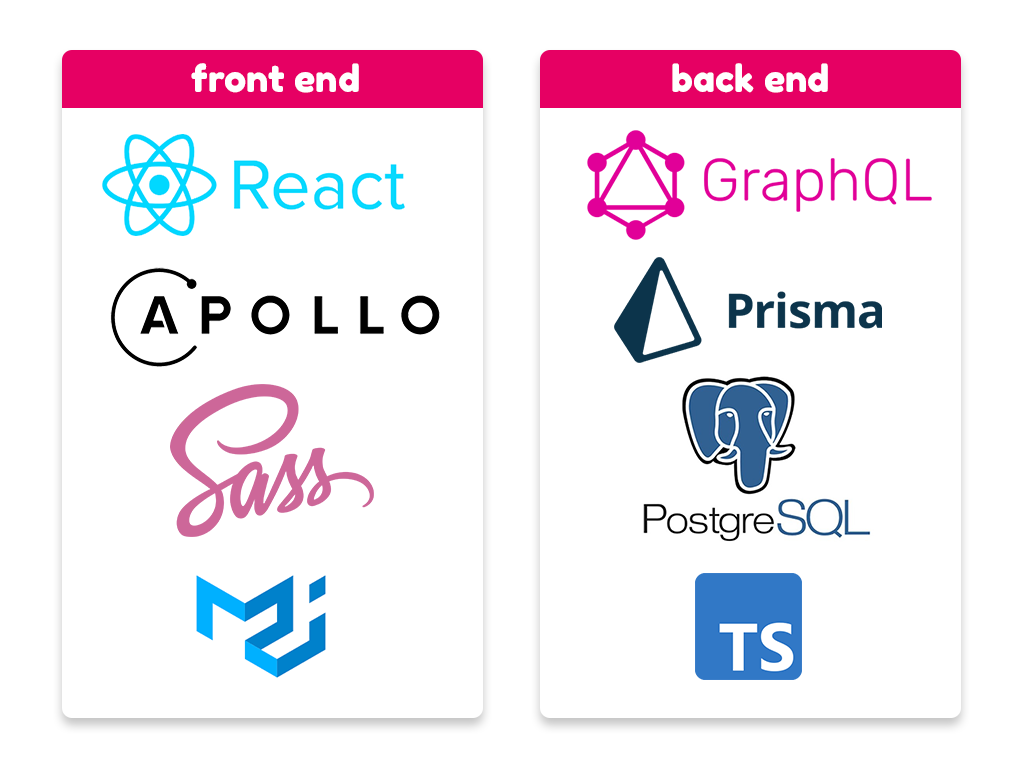 front end
React
APOLLO
Sass
back end
GraphQL
Prisma
PostgreSQL
TS